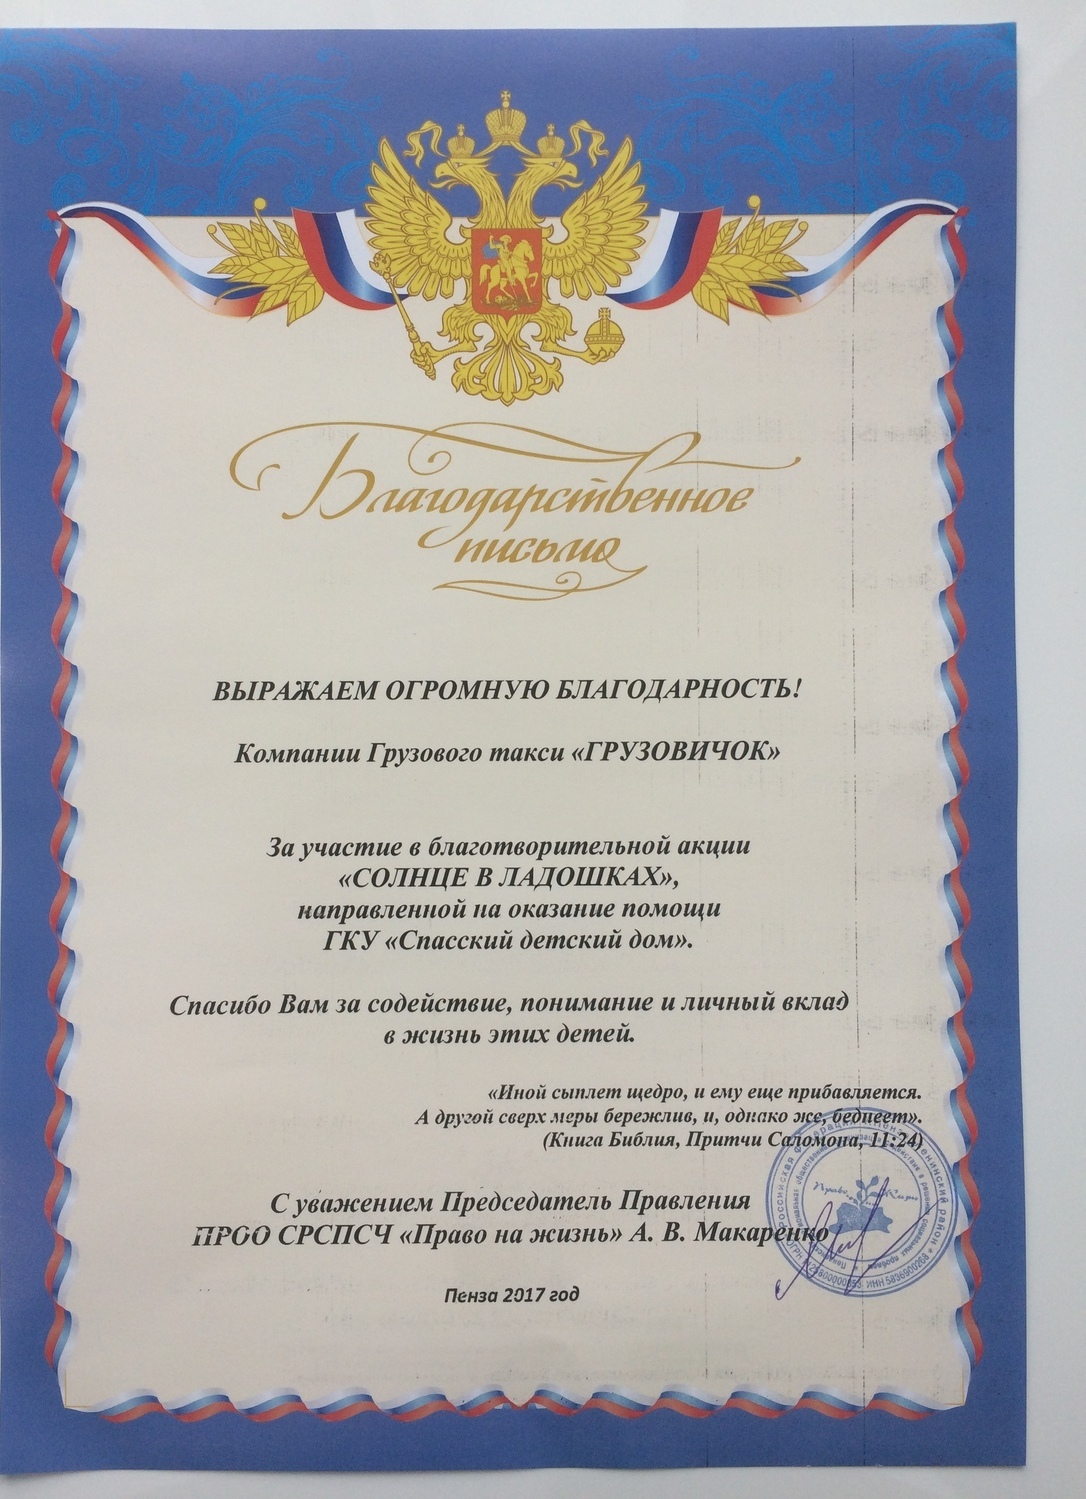 Благодарственное
письмо
ВЫРАЖАЕМ ОГРОМНУЮ БЛАГОДАРНОСТЬ!
Компании Грузового такси «ГРУЗОВИЧОК»
За участие в благотворительной акции
«СОЛНЦЕ В ЛАДОШКАХ»,
направленной на оказание помощи
ГКУ «Спасский детский дом».
Спасибо Вам за содействие, понимание и личный вклад
в жизнь этих детей.
«Иной сыплет щедро, и ему еще прибавляется.
А другой сверх меры бережлив, и, однако же, беднеет».
(Книга Библия, Притчи Саломона, 11:24)
С уважением Председатель Правления
ПРОО СРСПСЧ «Право на жизнь» А. В. Макаренко
Пенза 2017 год